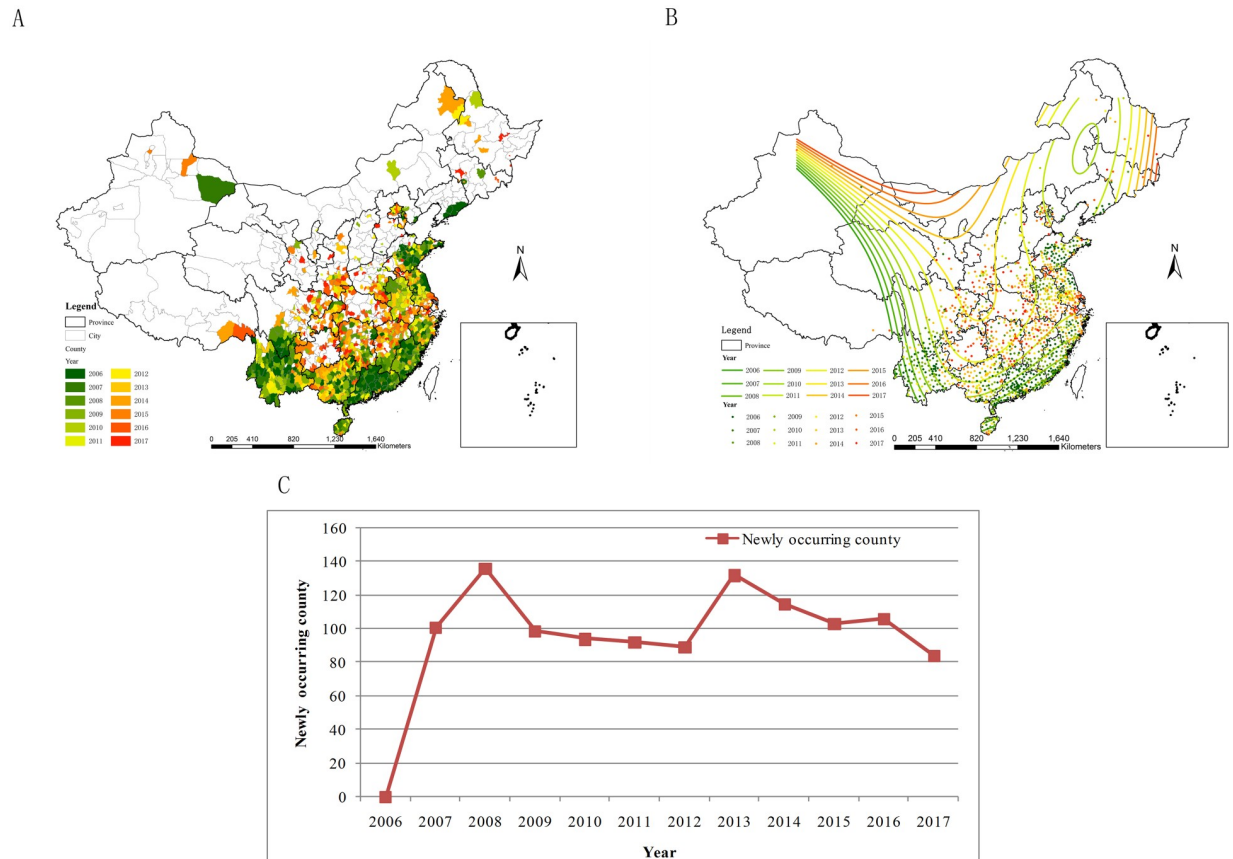 A
B
N
Legend
Province
City
County
Year
2006 2012
2007 2013
2008 2014
2009 2015
2010 2016
2011 2017
0 205 410 820 1,230 1,640
Kilometers
N
Legend
Province
Year
2006 2009 2012 2015
2007 2010 2013 2016
2008 2011 2014 2017
Year
2006 2009 2012 2015
2007 2010 2013 2016
2008 2011 2014 2017
0 205 410 820 1,230 1,640
Kilometers
C
Newly occurring county
Newly occurring county
160
140
120
100
80
60
40
20
0
2006 2007 2008 2009 2010 2011 2012 2013 2014 2015 2016 2017
Year